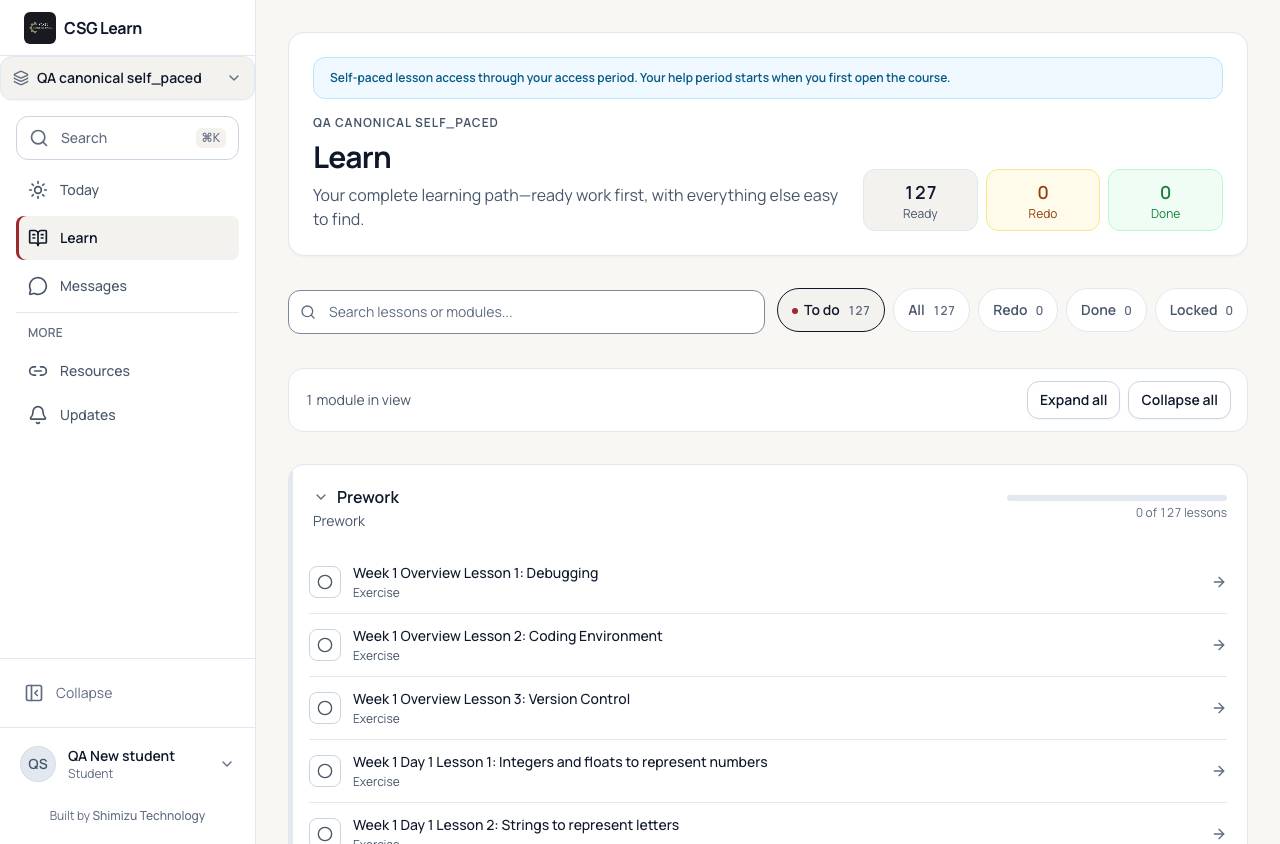 CSG Learn
QA canonical self_paced
Search ⌘K
Today
Learn
Messages
MORE
Resources
Updates
Collapse
QS
QA New student
Student
Built by Shimizu Technology
Self-paced lesson access through your access period. Your help period starts when you first open the course.
QA CANONICAL SELF_PACED
Learn
Your complete learning path—ready work first, with everything else easy
to find.
127
Ready
0
Redo
0
Done
Search lessons or modules...
To do 127
All 127
Redo 0
Done 0
Locked 0
1 module in view
Expand all
Collapse all
Prework
Prework
0 of 127 lessons
Week 1 Overview Lesson 1: Debugging
Exercise
Week 1 Overview Lesson 2: Coding Environment
Exercise
Week 1 Overview Lesson 3: Version Control
Exercise
Week 1 Day 1 Lesson 1: Integers and floats to represent numbers
Exercise
Week 1 Day 1 Lesson 2: Strings to represent letters
Exercise